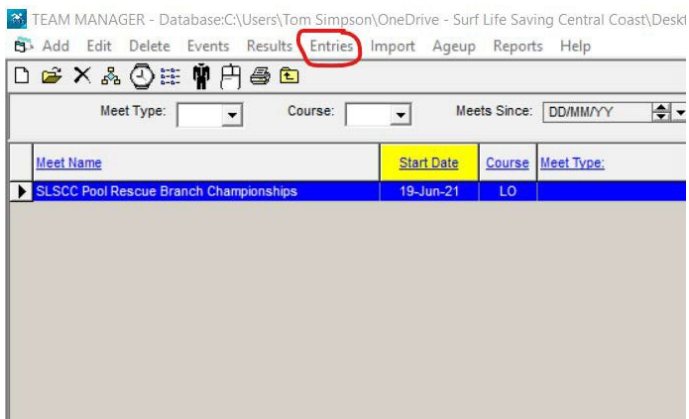 TEAM MANAGER - Database:C:\Users\Tom Simpson\OneDrive - Surf Life Saving Central Coast\Deskt
Add Edit Delete Events Results Entries Import Ageup Reports Help
Meet Type: Course: Meets Since: DD/MM/YY
Meet Name Start Date Course Meet Type:
SLSCC Pool Rescue Branch Championships 19-Jun-21 LO